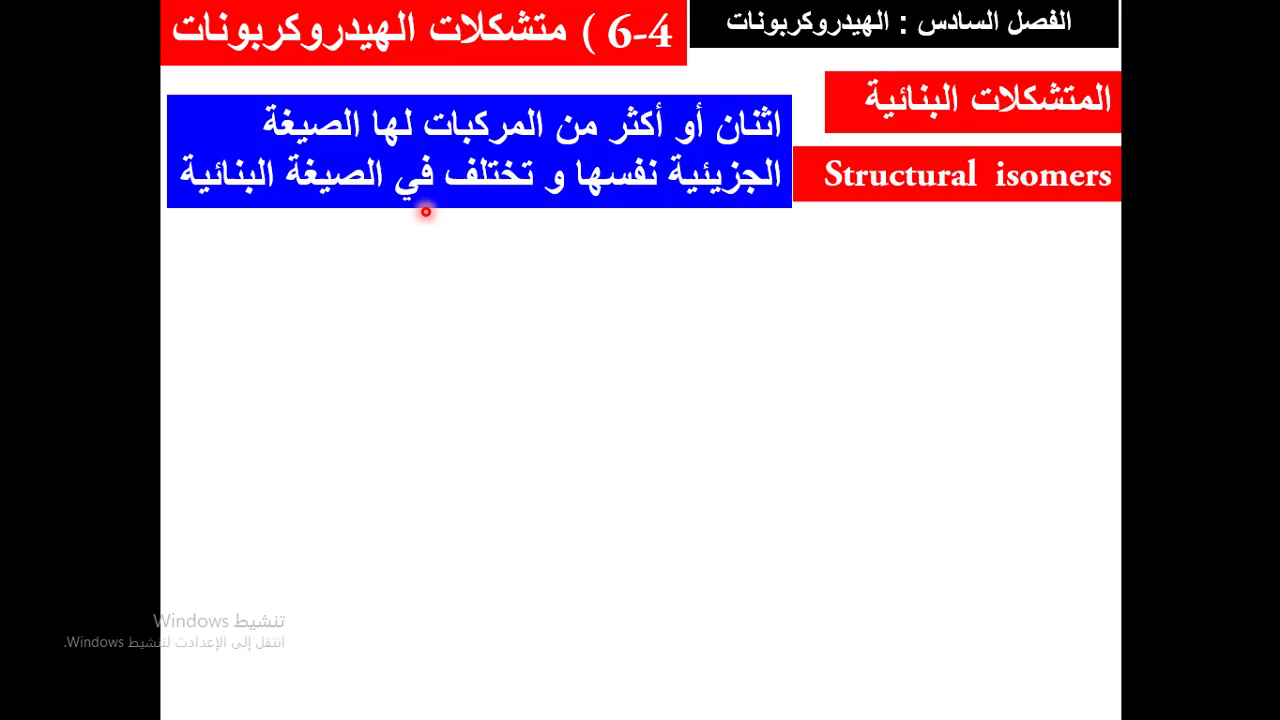 الفصل السادس : الهيدروكربونات
6-4 ) متشكلات الهيدروكربونات
المتشكلات البنائية
Structural isomers
اثنان أو أكثر من المركبات لها الصيغة
الجزيئية نفسها و تختلف في الصيغة البنائية
تنشيط Windows
انتقل إلى الإعدادت لتنشيط Windows.